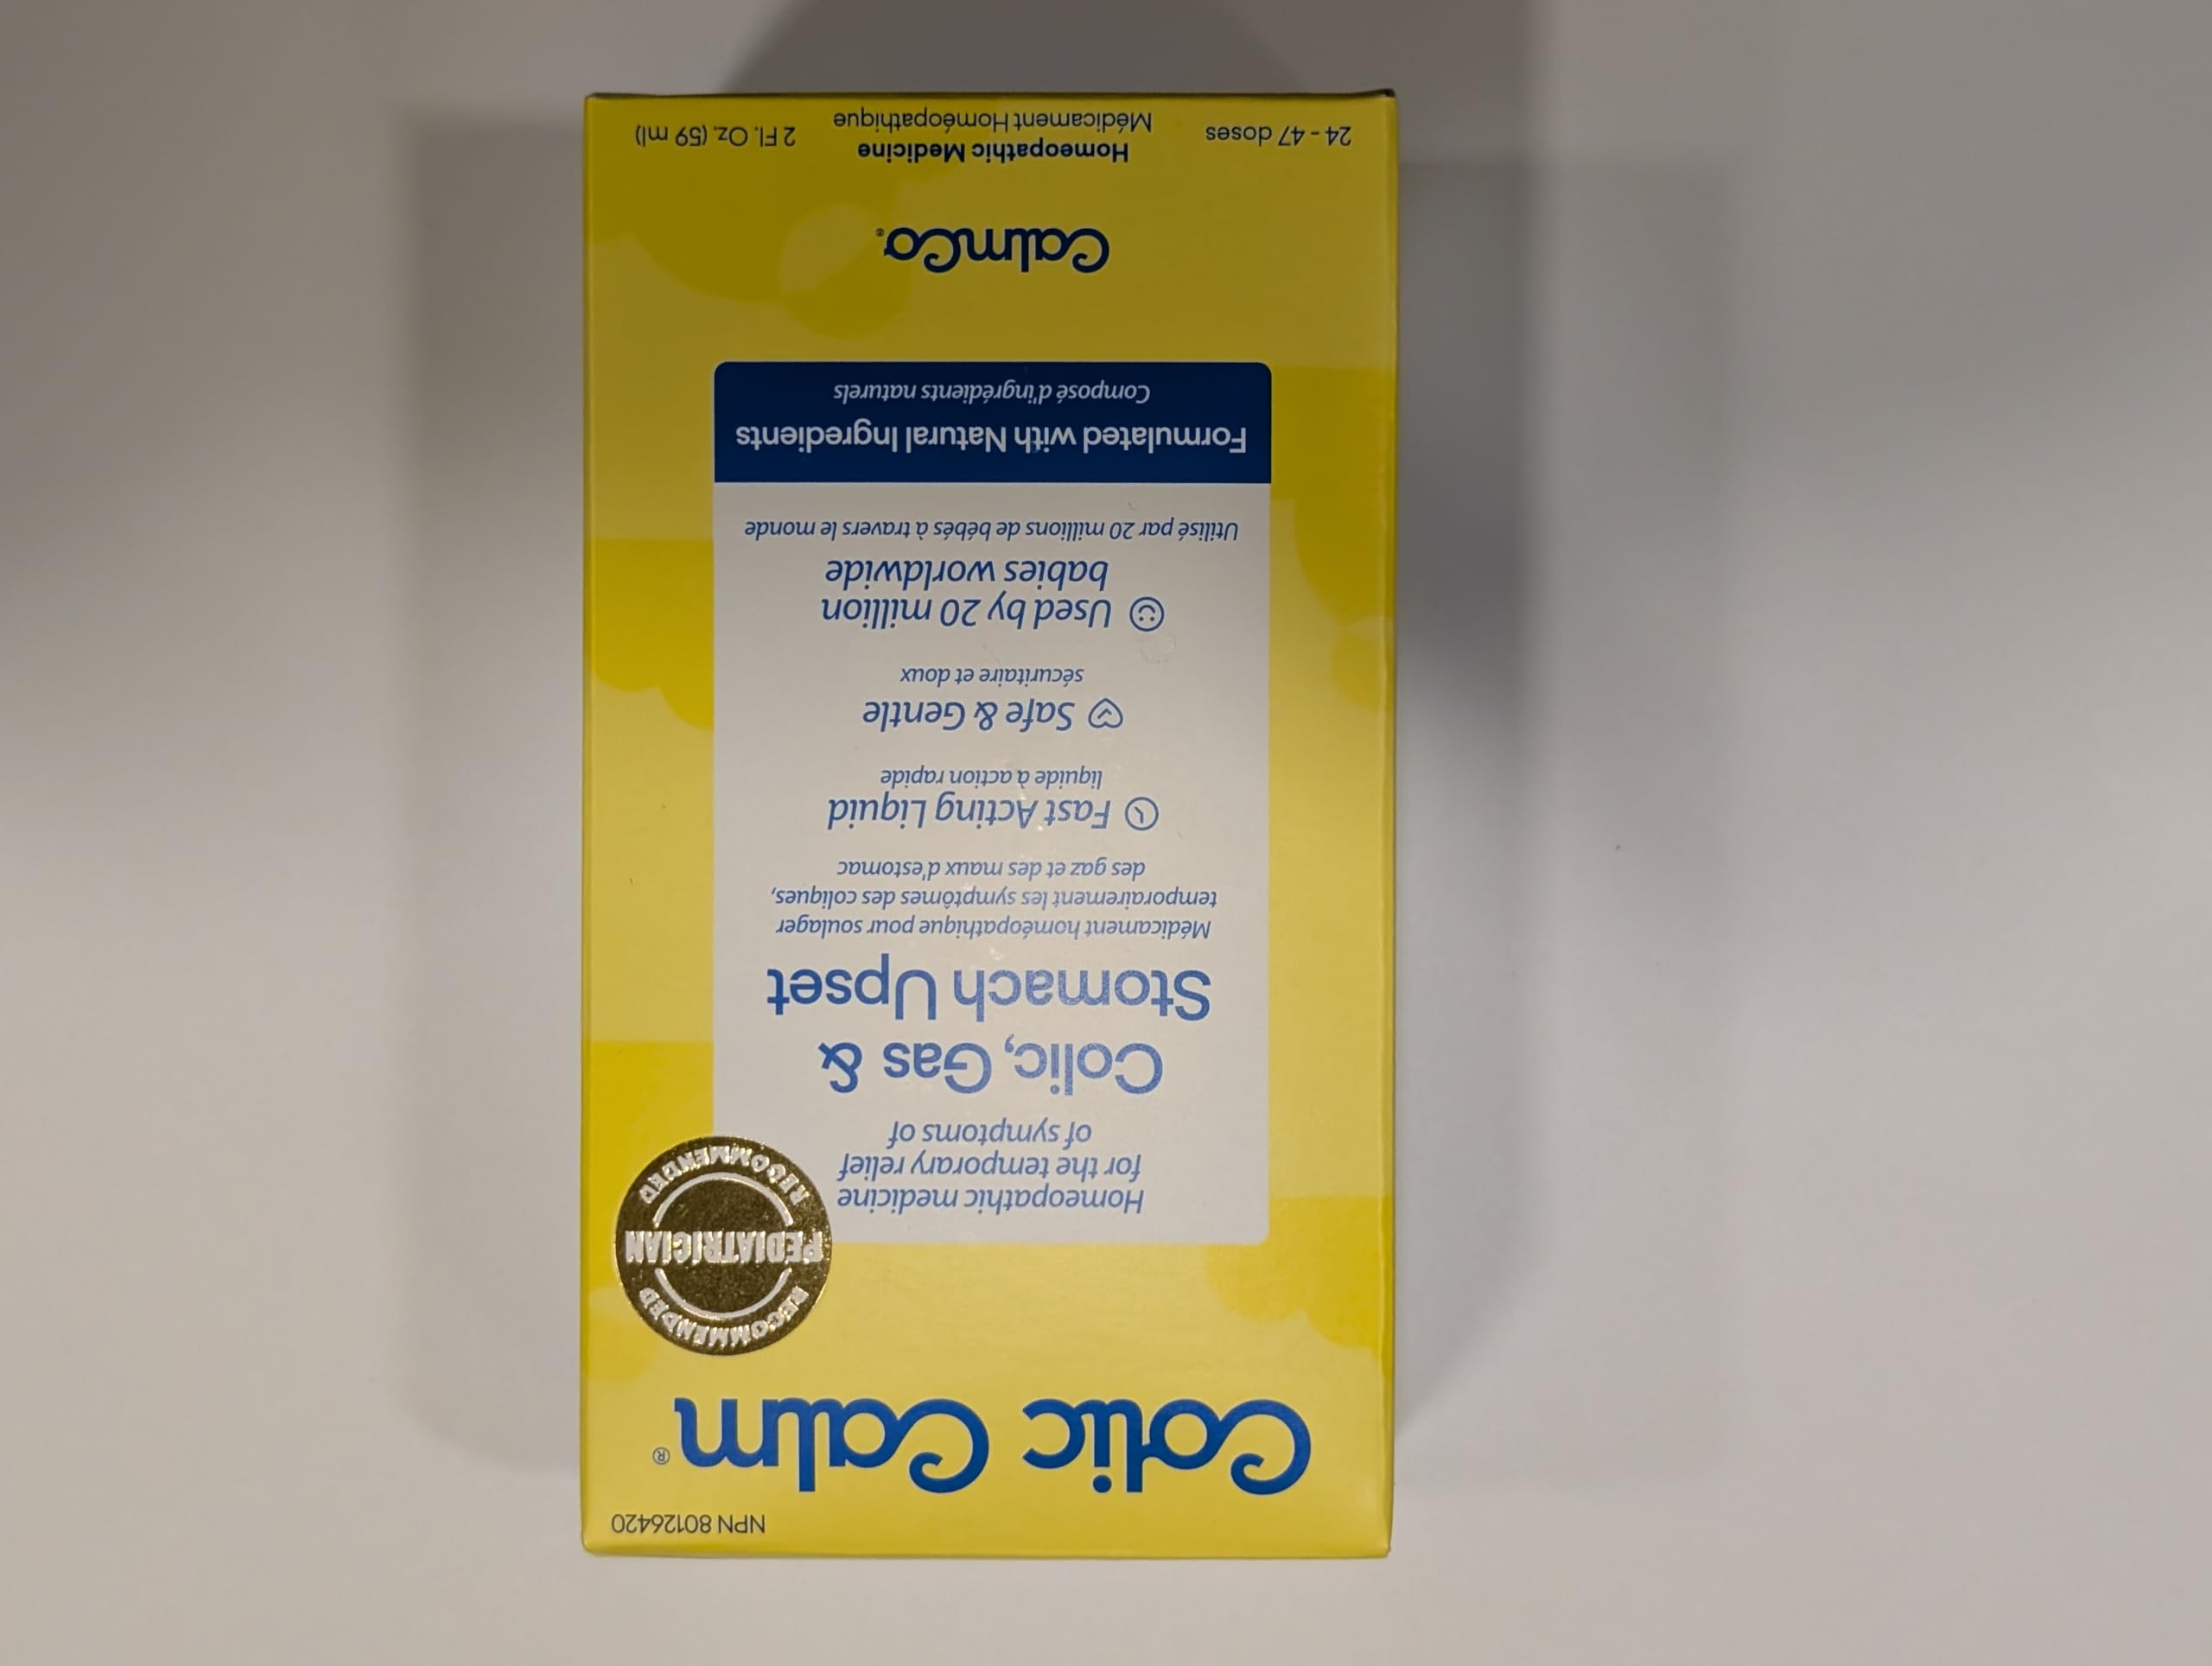 NPN 80126420
Colic Calm®
RECOMMENDED
PEDIATRICIAN
RECOMMENDED
Homeopathic medicine
for the temporary relief
of symptoms of
Colic, Gas &
Stomach Upset
Médicament homéopathique pour soulager
temporairement les symptômes des coliques,
des gaz et des maux d'estomac
Fast Acting Liquid
liquide à action rapide
Safe & Gentle
sécuritaire et doux
Used by 20 million
babies worldwide
Utilisé par 20 millions de bébés à travers le monde
Formulated with Natural Ingredients
Composé d'ingrédients naturels
CalmCo®
24 - 47 doses
Homeopathic Medicine
Médicament Homéopathique
2 Fl. Oz. (59 ml)